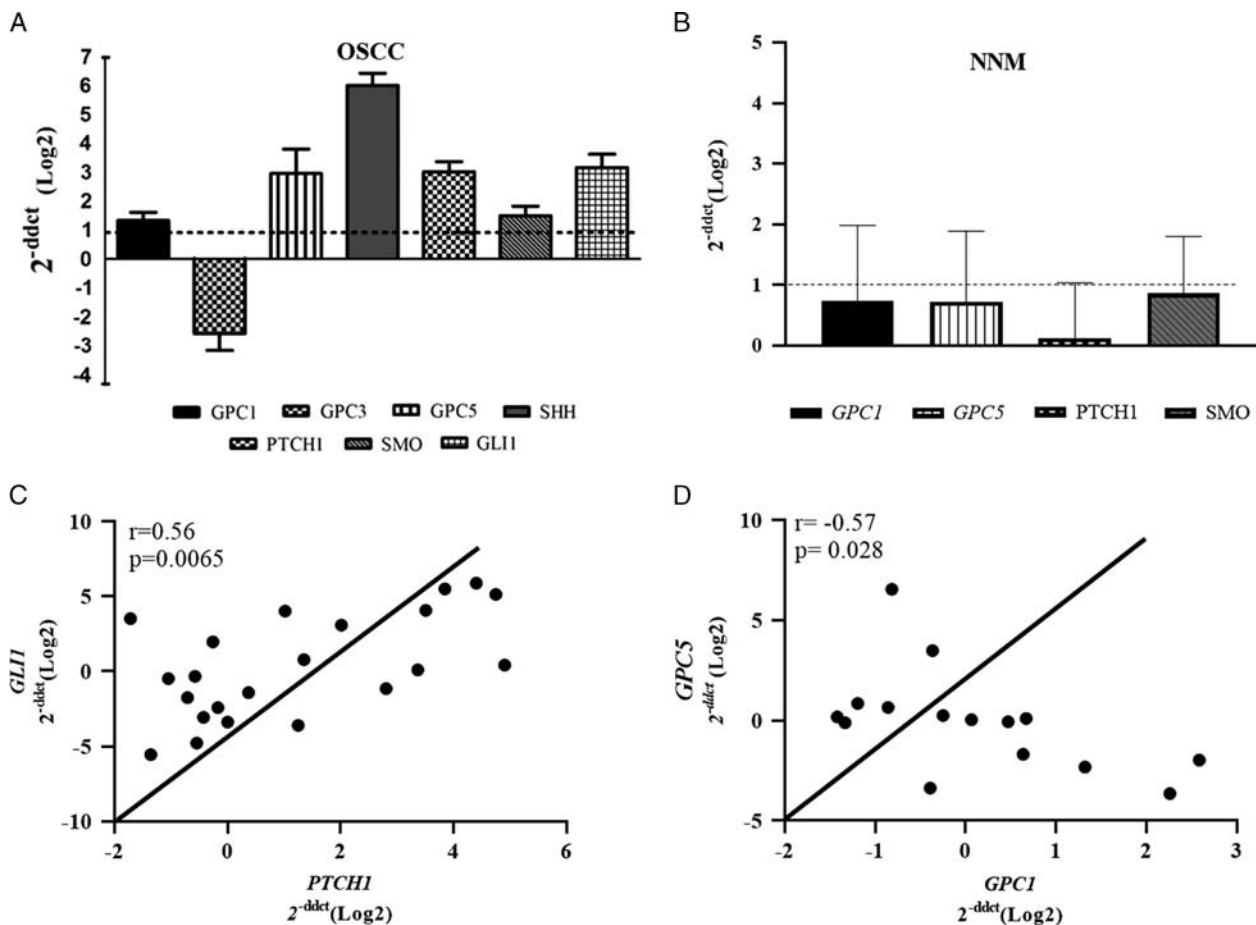 A
OSCC
7
6
5
4
3
2
1
0
-1
-2
-3
-4
2^-ddct (Log2)
GPC1 GPC3 GPC5 SHH
PTCH1 SMO GLI1
B
NNM
5
4
3
2
1
0
2^-ddct(Log2)
GPC1 GPC5 PTCH1 SMO
C
r=0.56
p=0.0065
10
5
0
-5
-10
GLI1
2^-ddct(Log2)
-2 0 2 4 6
PTCH1
2^-ddct(Log2)
D
r= -0.57
p= 0.028
10
5
0
-5
GPC5
2^-ddct (Log2)
-2 -1 0 1 2 3
GPC1
2^-ddct(Log2)